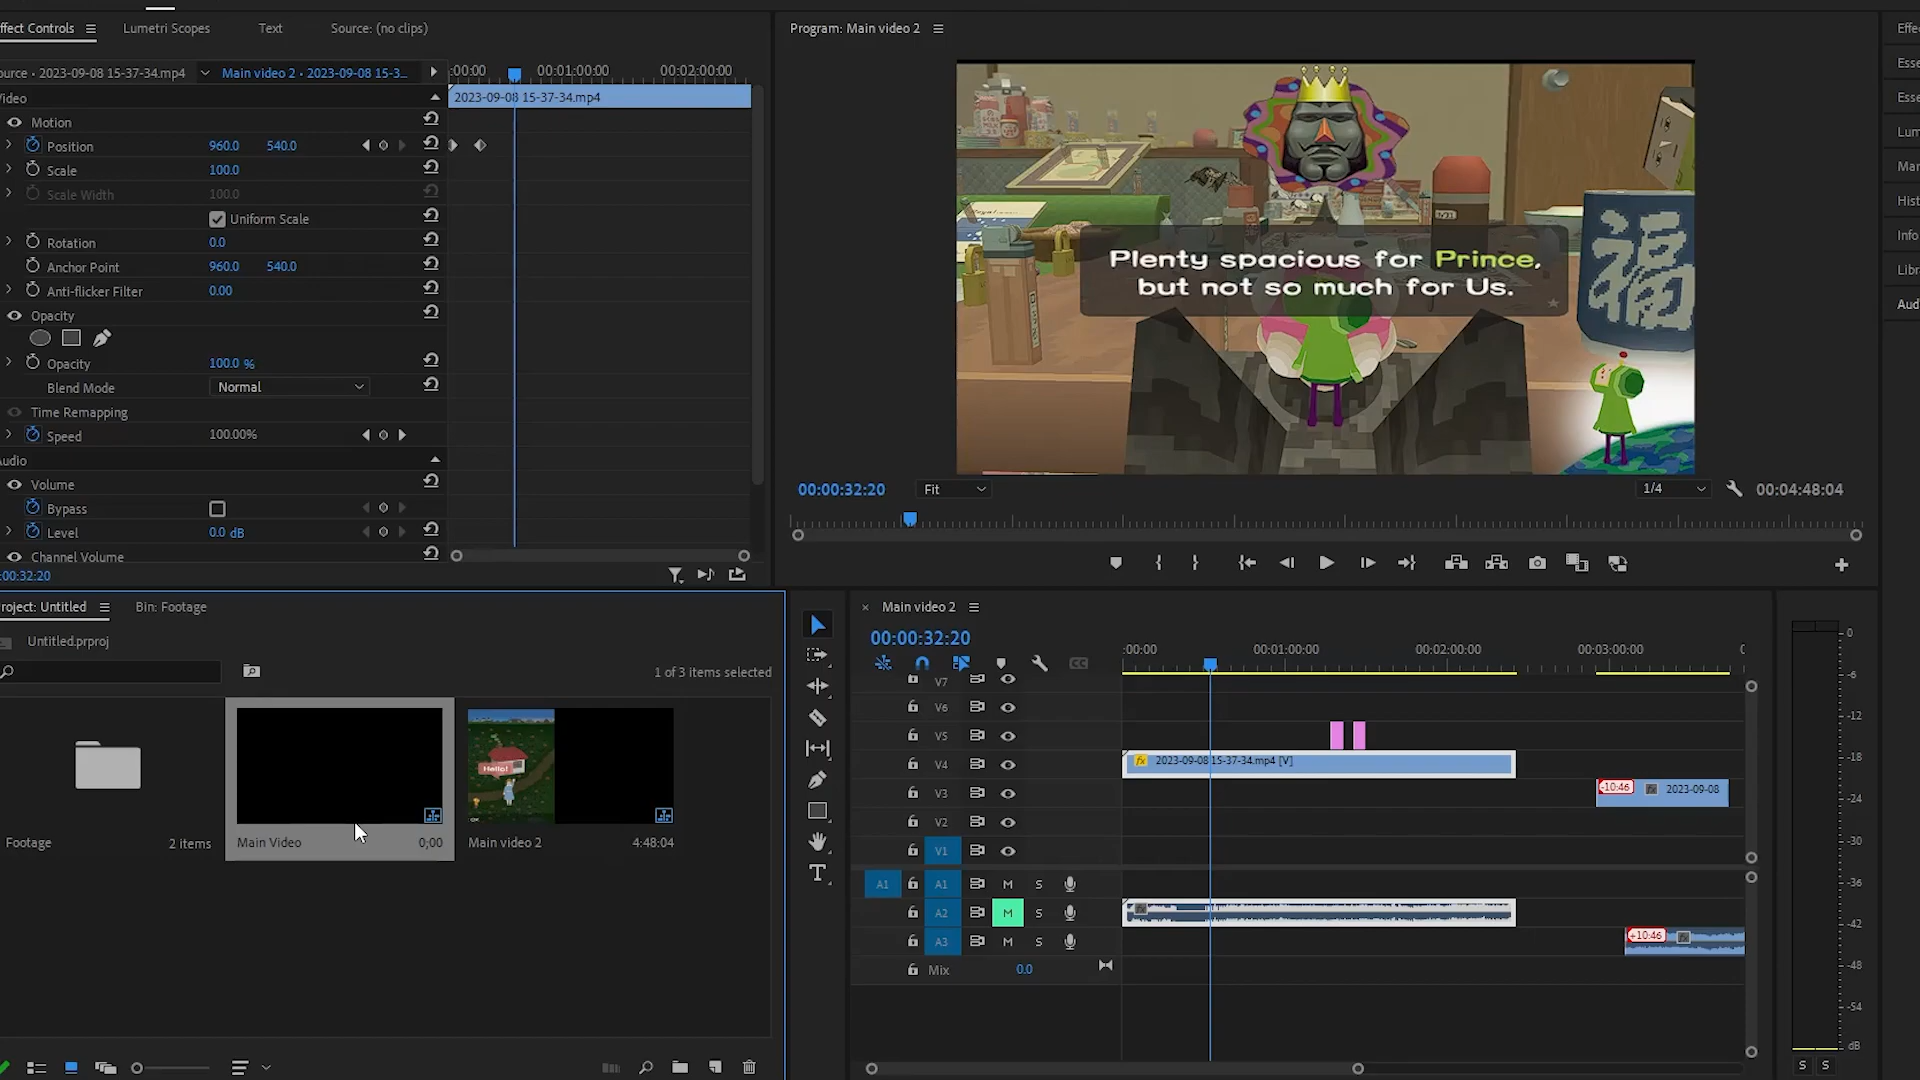 ffect Controls
Lumetri Scopes
Text
Source: (no clips)
Program: Main video 2
ource • 2023-09-08 15-37-34.mp4
Main video 2 • 2023-09-08 15-3...
:00:00
00:01:00:00
00:02:00:00
Video
2023-09-08 15-37-34.mp4
Motion
Position
960.0
540.0
Scale
100.0
Scale Width
100.0
Uniform Scale
Rotation
0.0
Anchor Point
960.0
540.0
Anti-flicker Filter
0.00
Opacity
Opacity
100.0 %
Blend Mode
Normal
Time Remapping
Speed
100.00%
Audio
Volume
Bypass
Level
0.0 dB
Channel Volume
:00:32:20
福
Plenty spacious for Prince,
but not so much for Us.
00:00:32:20
Fit
1/4
00:04:48:04
Effec
Esse
Esse
Lum
Mar
Hist
Info
Libr
Aud
roject: Untitled
Bin: Footage
Untitled.prproj
1 of 3 items selected
Hello!
Footage
2 items
Main Video
0;00
Main video 2
4:48:04
Main video 2
00:00:32:20
:00:00
00:01:00:00
00:02:00:00
00:03:00:00
V7
V6
V5
V4
2023-09-08 15-37-34.mp4 [V]
V3
-10:46
2023-09-08
V2
V1
A1
A1
M
S
A2
M
S
A3
M
S
+10:46
Mix
0.0
0
-6
-12
-18
-24
-30
-36
-42
-48
-54
dB
S
S